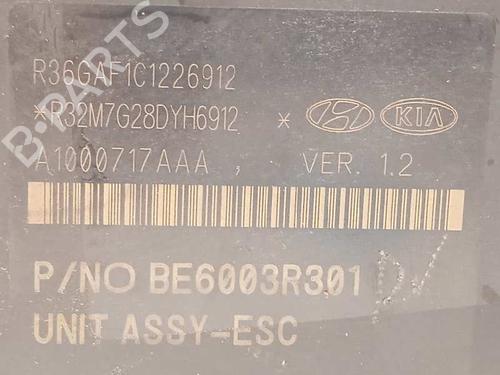 R36GAF1C1226912
*R32M7G28DYH6912 * KIA
A1000717AAA , VER. 1.2
P/NO BE6003R301
UNIT ASSY-ESC
B-PARTS